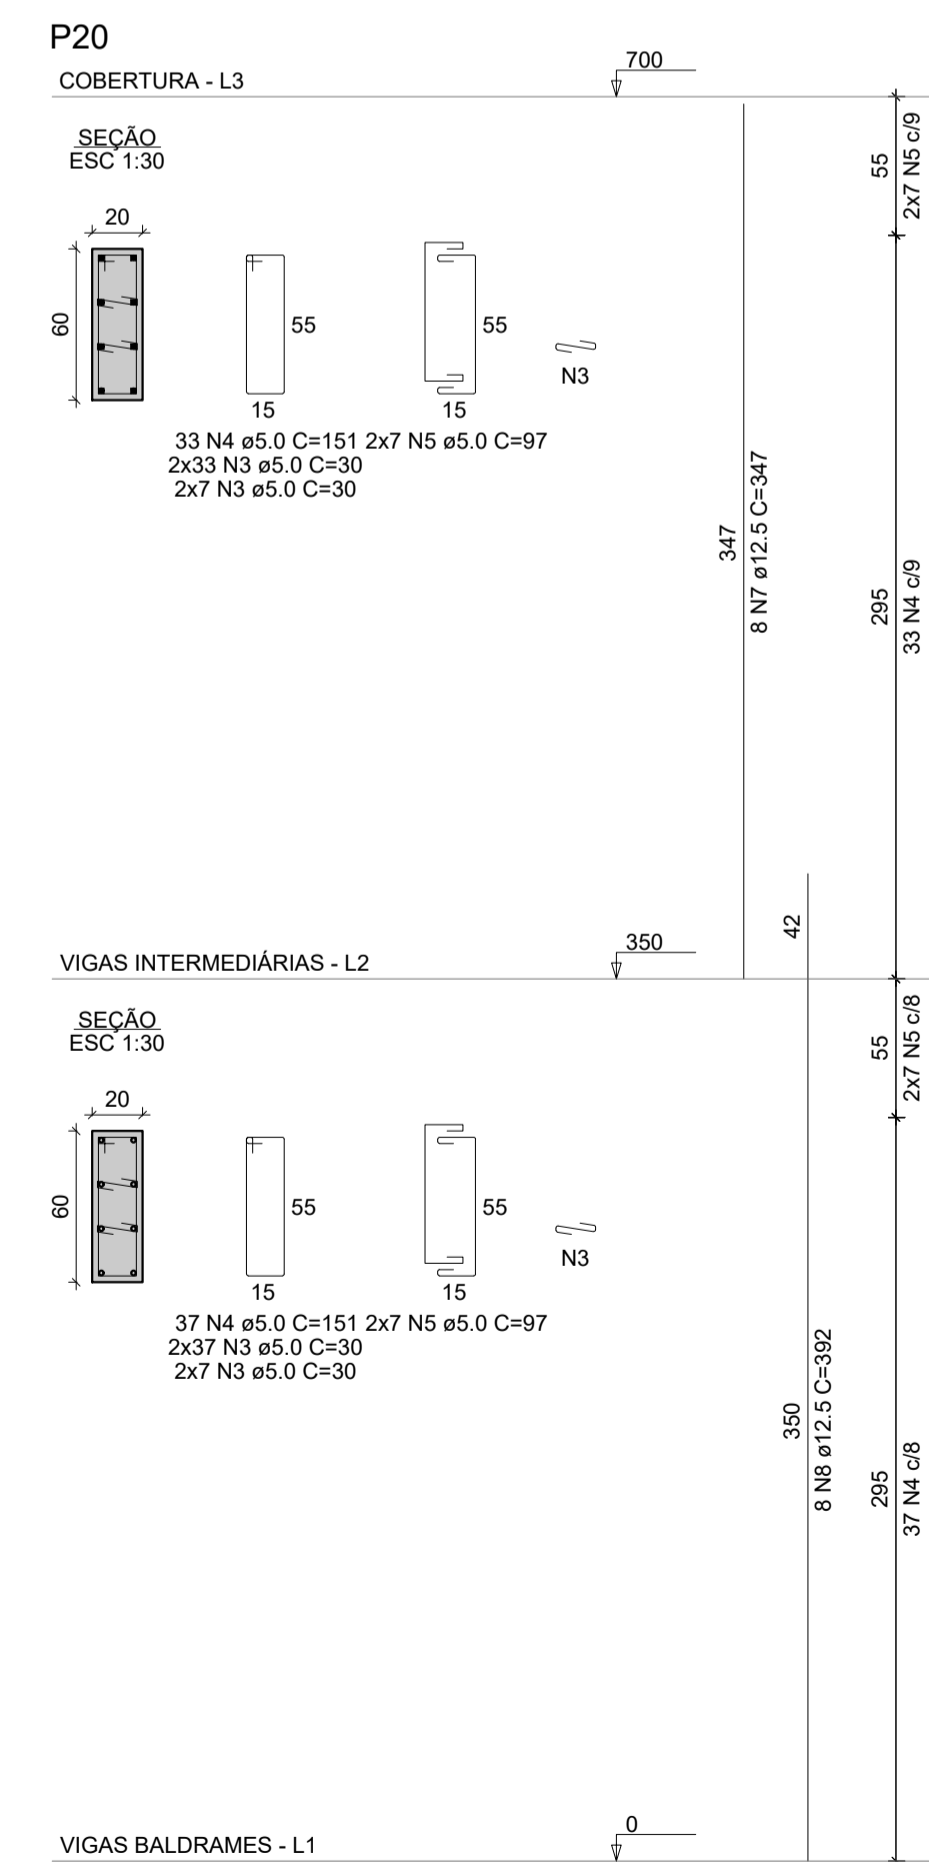 P20
COBERTURA - L3
700
SEÇÃO
ESC 1:30
55
2x7 N5 c/9
20
60
55
15
55
15
N3
33 N4 ø5.0 C=151 2x7 N5 ø5.0 C=97
2x33 N3 ø5.0 C=30
2x7 N3 ø5.0 C=30
347
8 N7 ø12.5 C=347
295
33 N4 c/9
42
VIGAS INTERMEDIÁRIAS - L2
350
SEÇÃO
ESC 1:30
55
2x7 N5 c/8
20
60
55
15
55
15
N3
37 N4 ø5.0 C=151 2x7 N5 ø5.0 C=97
2x37 N3 ø5.0 C=30
2x7 N3 ø5.0 C=30
350
8 N8 ø12.5 C=392
295
37 N4 c/8
VIGAS BALDRAMES - L1
0